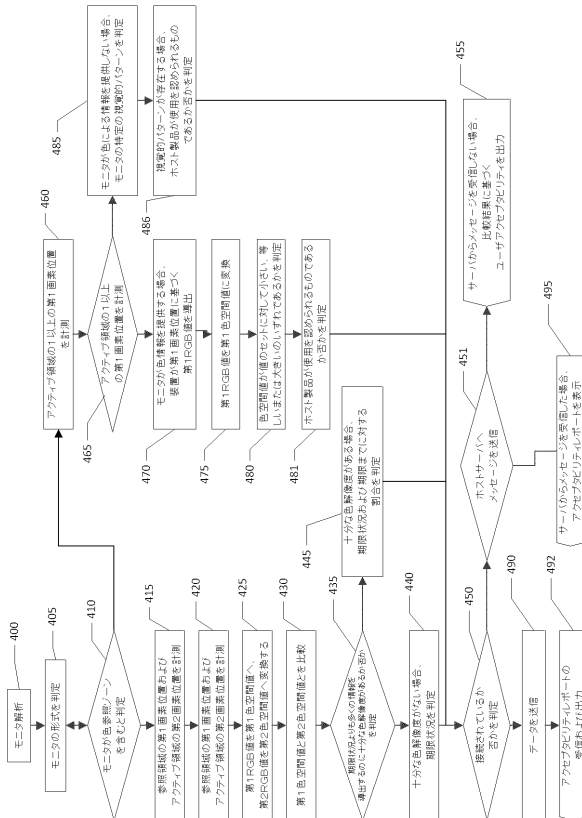 400
モニタ解析
405
モニタの形式を判定
410
モニタが色参照ゾーン
を含むと判定
415
参照領域の第1画素位置および
アクティブ領域の第2画素位置を計測
420
参照領域の第1画素位置および
アクティブ領域の第2画素位置を計測
425
第1RGB値を第1色空間値へ、
第2RGB値を第2色空間値へ変換する
430
第1色空間値と第2色空間値とを比較
435
期限状況よりも多くの情報を
導出するのに十分な色解像度があるか否か
を判定
440
十分な色解像度がない場合、
期限状況を判定
445
十分な色解像度がある場合、
期限状況および期限までに対する
割合を判定
450
接続されているか
否かを判定
490
データを送信
492
アクセプタビリティレポートの
受信および出力
460
アクティブ領域の1以上の第1画素位置
を計測
465
アクティブ領域の1以上
の第1画素位置を計測
470
モニタが色情報を提供する場合、
装置が第1画素位置に基づく
第1RGB値を導出
475
第1RGB値を第1色空間値に変換
480
色空間値が値のセットに対して小さい、等
しいまたは大きいのいずれであるかを判定
481
ホスト製品が使用を認められるものである
か否かを判定
485
モニタが色による情報を提供しない場合、
モニタの特定の視覚的パターンを判定
486
視覚的パターンが存在する場合、
ホスト製品が使用を認められるもの
であるか否かを判定
451
ホストサーバへ
メッセージを送信
455
サーバからメッセージを受信しない場合、
比較結果に基づく
ユーザアクセプタビリティを出力
495
サーバからメッセージを受信した場合、
アクセプタビリティレポートを表示